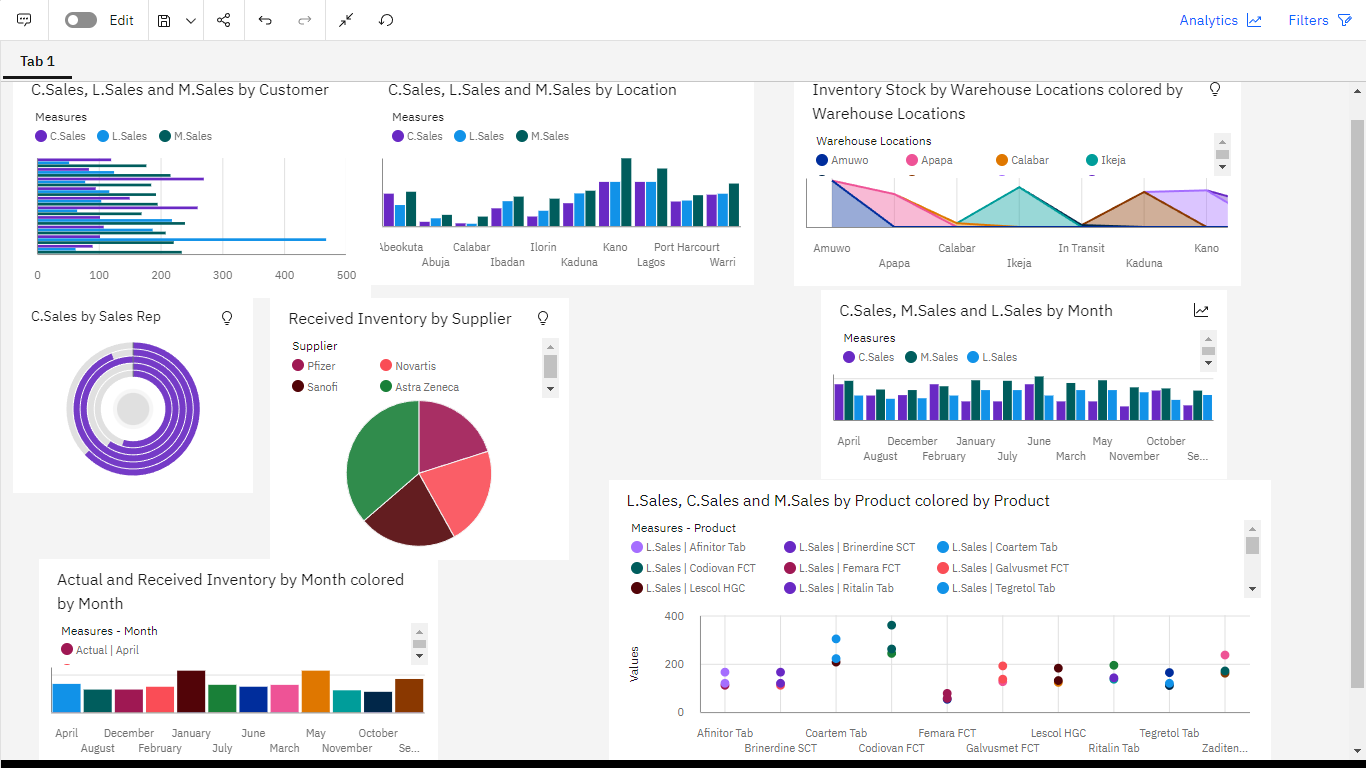 Edit
Analytics
Filters
Tab 1
C.Sales, L.Sales and M.Sales by Customer
Measures
C.Sales L.Sales M.Sales
0 100 200 300 400 500
C.Sales, L.Sales and M.Sales by Location
Measures
C.Sales L.Sales M.Sales
Abeokuta Calabar Ilorin Kano Port Harcourt
Abuja Ibadan Kaduna Lagos Warri
Inventory Stock by Warehouse Locations colored by
Warehouse Locations
Warehouse Locations
Amuwo Apapa Calabar Ikeja
Amuwo Calabar In Transit Kano
Apapa Ikeja Kaduna
C.Sales by Sales Rep
Received Inventory by Supplier
Supplier
Pfizer Novartis
Sanofi Astra Zeneca
C.Sales, M.Sales and L.Sales by Month
Measures
C.Sales M.Sales L.Sales
April December January June May October
August February July March November Se...
L.Sales, C.Sales and M.Sales by Product colored by Product
Measures - Product
L.Sales | Afinitor Tab L.Sales | Brinerdine SCT L.Sales | Coartem Tab
L.Sales | Codiovan FCT L.Sales | Femara FCT L.Sales | Galvusmet FCT
L.Sales | Lescol HGC L.Sales | Ritalin Tab L.Sales | Tegretol Tab
Values
400
200
0
Afinitor Tab Coartem Tab Femara FCT Lescol HGC Tegretol Tab
Brinerdine SCT Codiovan FCT Galvusmet FCT Ritalin Tab Zaditen...
Actual and Received Inventory by Month colored
by Month
Measures - Month
Actual | April
April December January June May October
August February July March November Se...